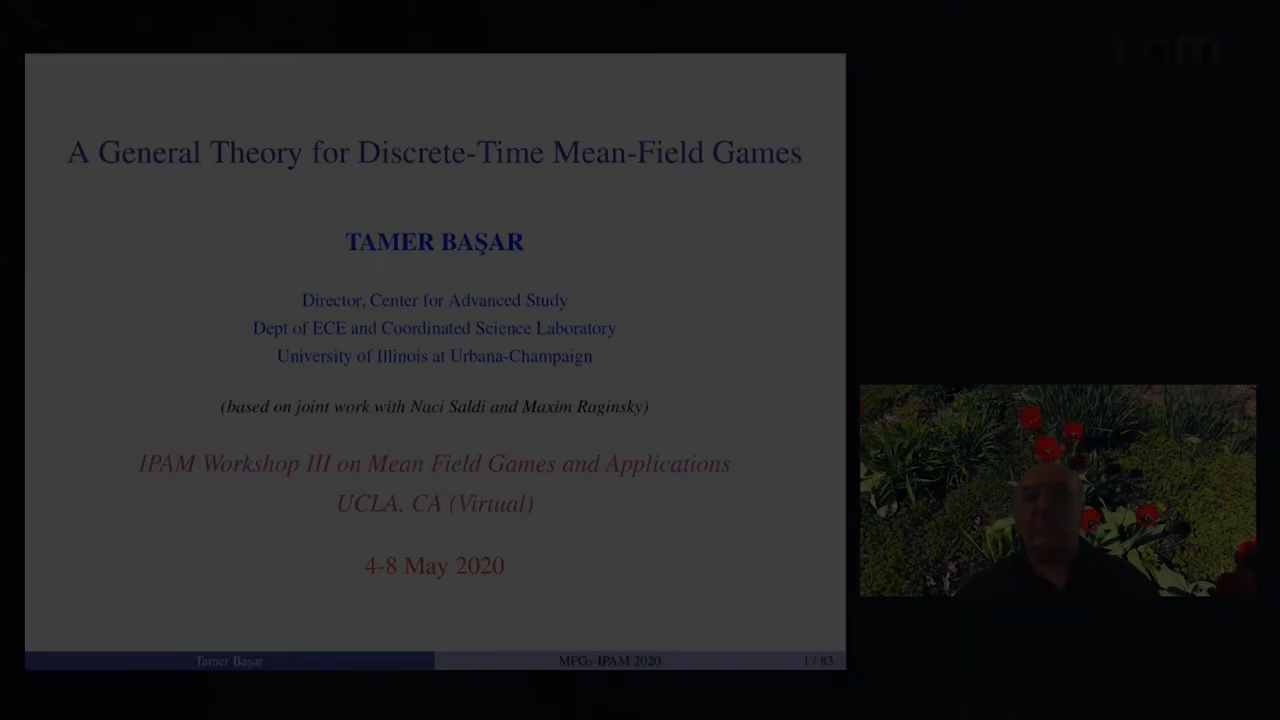 A General Theory for Discrete-Time Mean-Field Games
TAMER BAŞAR
Director, Center for Advanced Study
Dept of ECE and Coordinated Science Laboratory
University of Illinois at Urbana-Champaign
(based on joint work with Naci Saldi and Maxim Raginsky)
IPAM Workshop III on Mean Field Games and Applications
UCLA, CA (Virtual)
4-8 May 2020
Tamer Başar MFGs-IPAM 2020 1 / 83